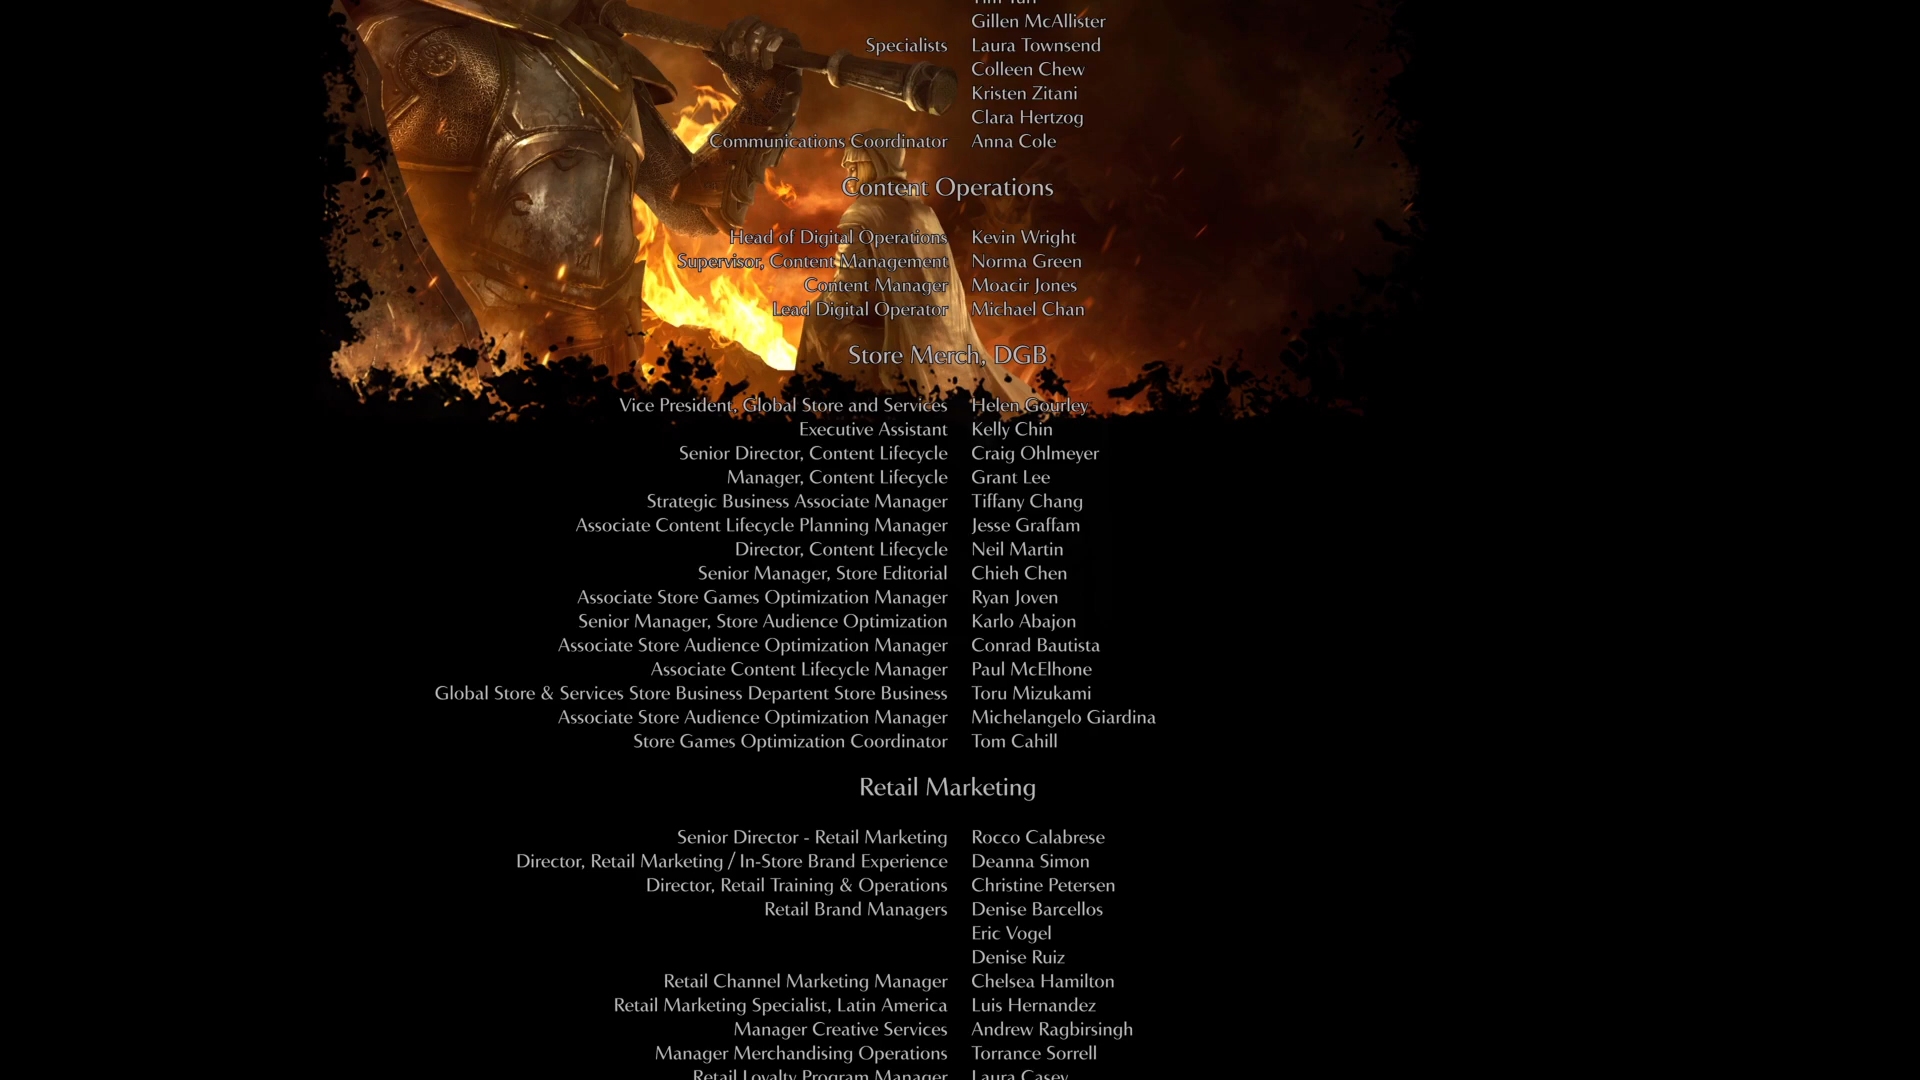 Gillen McAllister
Specialists Laura Townsend
Colleen Chew
Kristen Zitani
Clara Hertzog
Communications Coordinator Anna Cole
Content Operations
Head of Digital Operations Kevin Wright
Supervisor, Content Management Norma Green
Content Manager Moacir Jones
Lead Digital Operator Michael Chan
Store Merch, DGB
Vice President, Global Store and Services Helen Gourley
Executive Assistant Kelly Chin
Senior Director, Content Lifecycle Craig Ohlmeyer
Manager, Content Lifecycle Grant Lee
Strategic Business Associate Manager Tiffany Chang
Associate Content Lifecycle Planning Manager Jesse Graffam
Director, Content Lifecycle Neil Martin
Senior Manager, Store Editorial Chieh Chen
Associate Store Games Optimization Manager Ryan Joven
Senior Manager, Store Audience Optimization Karlo Abajon
Associate Store Audience Optimization Manager Conrad Bautista
Associate Content Lifecycle Manager Paul McElhone
Global Store & Services Store Business Departent Store Business Toru Mizukami
Associate Store Audience Optimization Manager Michelangelo Giardina
Store Games Optimization Coordinator Tom Cahill
Retail Marketing
Senior Director - Retail Marketing Rocco Calabrese
Director, Retail Marketing / In-Store Brand Experience Deanna Simon
Director, Retail Training & Operations Christine Petersen
Retail Brand Managers Denise Barcellos
Eric Vogel
Denise Ruiz
Retail Channel Marketing Manager Chelsea Hamilton
Retail Marketing Specialist, Latin America Luis Hernandez
Manager Creative Services Andrew Ragbirsingh
Manager Merchandising Operations Torrance Sorrell
Retail Loyalty Program Manager Laura Casey